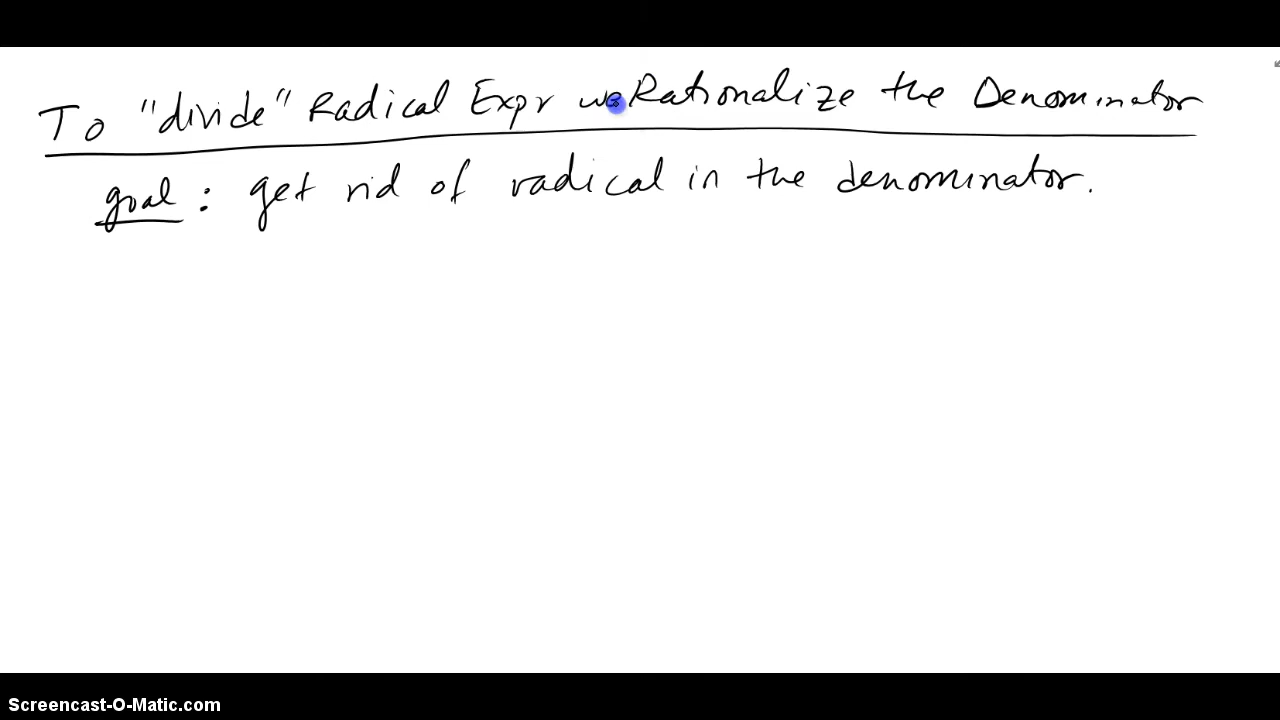 To "divide" Radical Expr we Rationalize the Denominator
goal : get rid of radical in the denominator.
Screencast-O-Matic.com